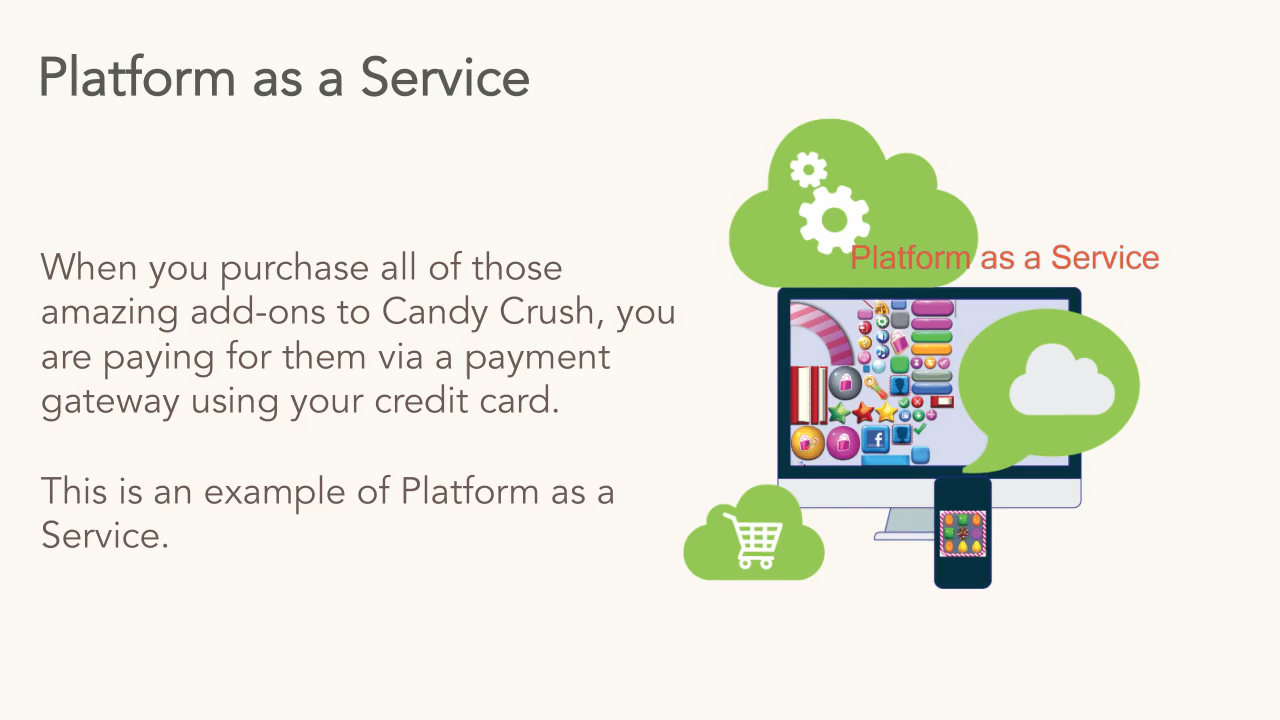 Platform as a Service
When you purchase all of those
amazing add-ons to Candy Crush, you
are paying for them via a payment
gateway using your credit card.
This is an example of Platform as a
Service.
Platform as a Service
f